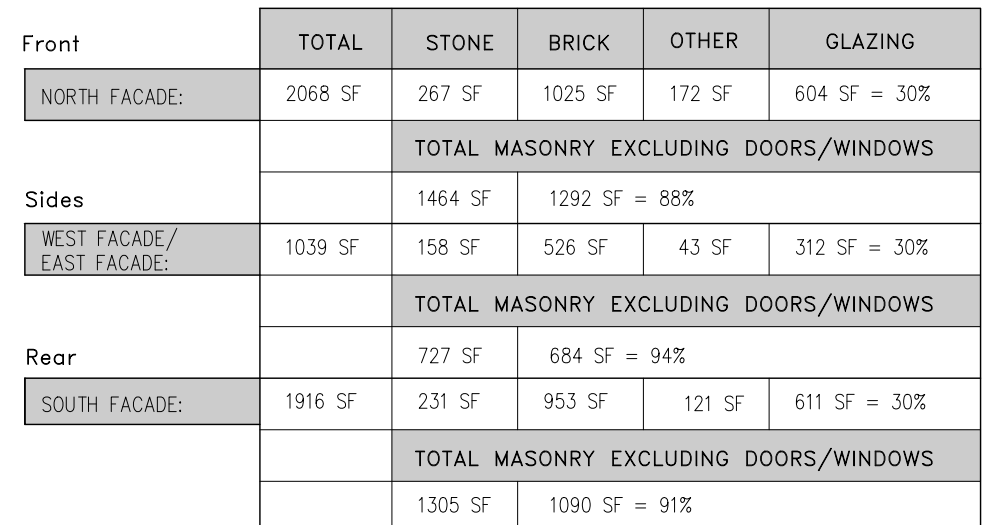 Front TOTAL STONE BRICK OTHER GLAZING
NORTH FACADE: 2068 SF 267 SF 1025 SF 172 SF 604 SF = 30%
TOTAL MASONRY EXCLUDING DOORS/WINDOWS
Sides 1464 SF 1292 SF = 88%
WEST FACADE/
EAST FACADE: 1039 SF 158 SF 526 SF 43 SF 312 SF = 30%
TOTAL MASONRY EXCLUDING DOORS/WINDOWS
Rear 727 SF 684 SF = 94%
SOUTH FACADE: 1916 SF 231 SF 953 SF 121 SF 611 SF = 30%
TOTAL MASONRY EXCLUDING DOORS/WINDOWS
1305 SF 1090 SF = 91%